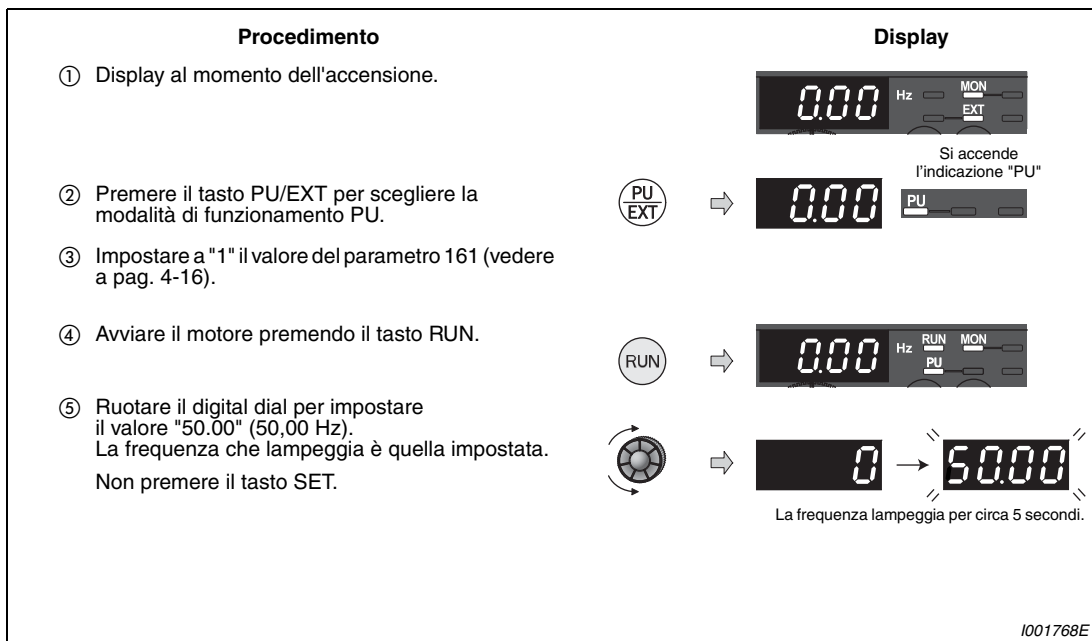 Procedimento
Display
① Display al momento dell'accensione.
0.00 Hz MON
EXT
Si accende
l'indicazione "PU"
② Premere il tasto PU/EXT per scegliere la
modalità di funzionamento PU.
PU
EXT
0.00
PU
③ Impostare a "1" il valore del parametro 161 (vedere
a pag. 4-16).
④ Avviare il motore premendo il tasto RUN.
RUN
0.00 Hz RUN MON
PU
⑤ Ruotare il digital dial per impostare
il valore "50.00" (50,00 Hz).
La frequenza che lampeggia è quella impostata.
Non premere il tasto SET.
0 → 50.00
La frequenza lampeggia per circa 5 secondi.
I001768E